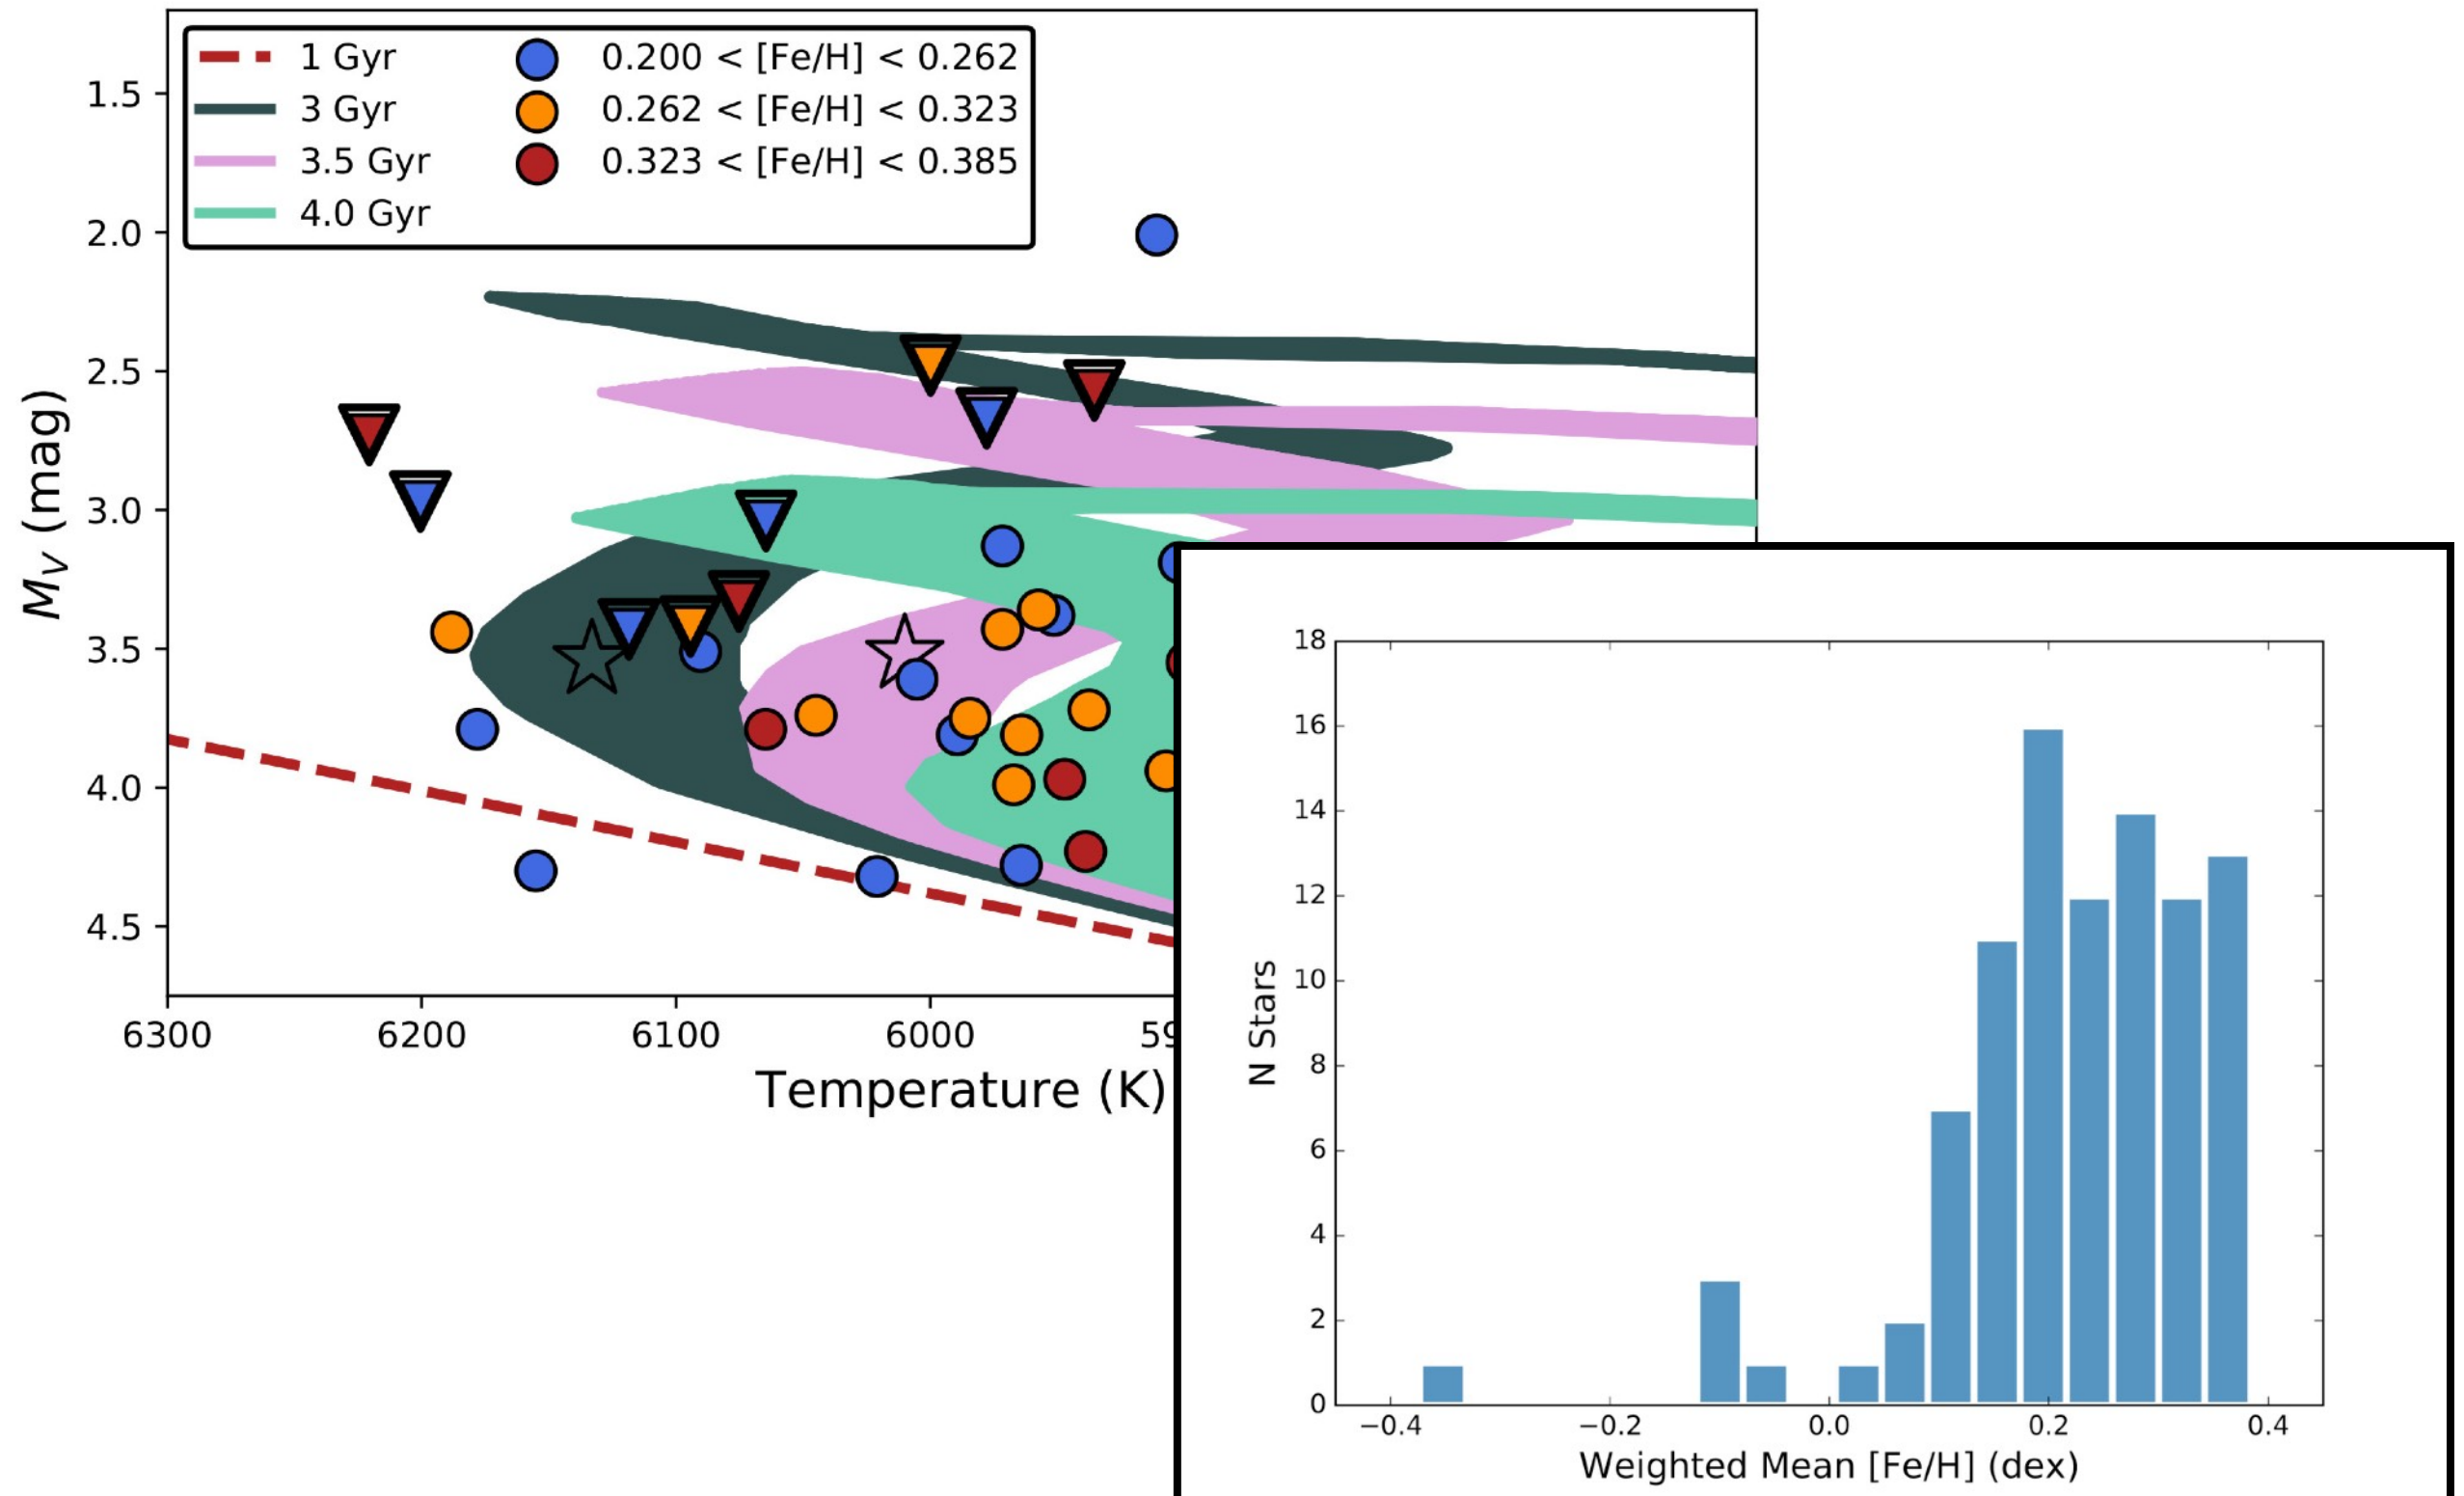 1 Gyr
3 Gyr
3.5 Gyr
4.0 Gyr
0.200 < [Fe/H] < 0.262
0.262 < [Fe/H] < 0.323
0.323 < [Fe/H] < 0.385
1.5
2.0
2.5
3.0
3.5
4.0
4.5
M_V (mag)
6300 6200 6100 6000
Temperature (K)
18
16
14
12
10
8
6
4
2
0
N Stars
−0.4 −0.2 0.0 0.2 0.4
Weighted Mean [Fe/H] (dex)